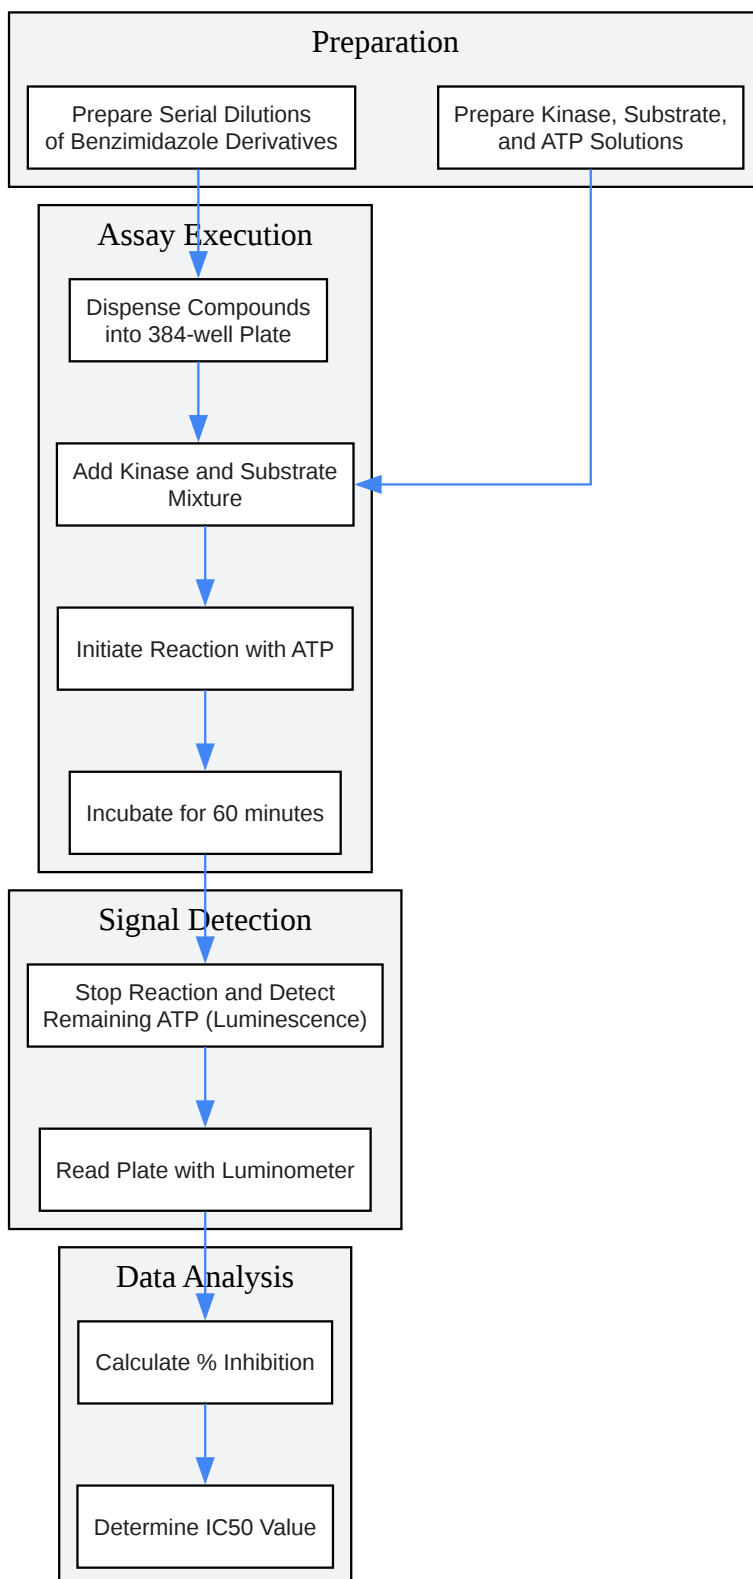 Preparation
Prepare Serial Dilutions
of Benzimidazole Derivatives
Prepare Kinase, Substrate,
and ATP Solutions
Assay Execution
Dispense Compounds
into 384-well Plate
Add Kinase and Substrate
Mixture
Initiate Reaction with ATP
Incubate for 60 minutes
Signal Detection
Stop Reaction and Detect
Remaining ATP (Luminescence)
Read Plate with Luminometer
Data Analysis
Calculate % Inhibition
Determine IC50 Value